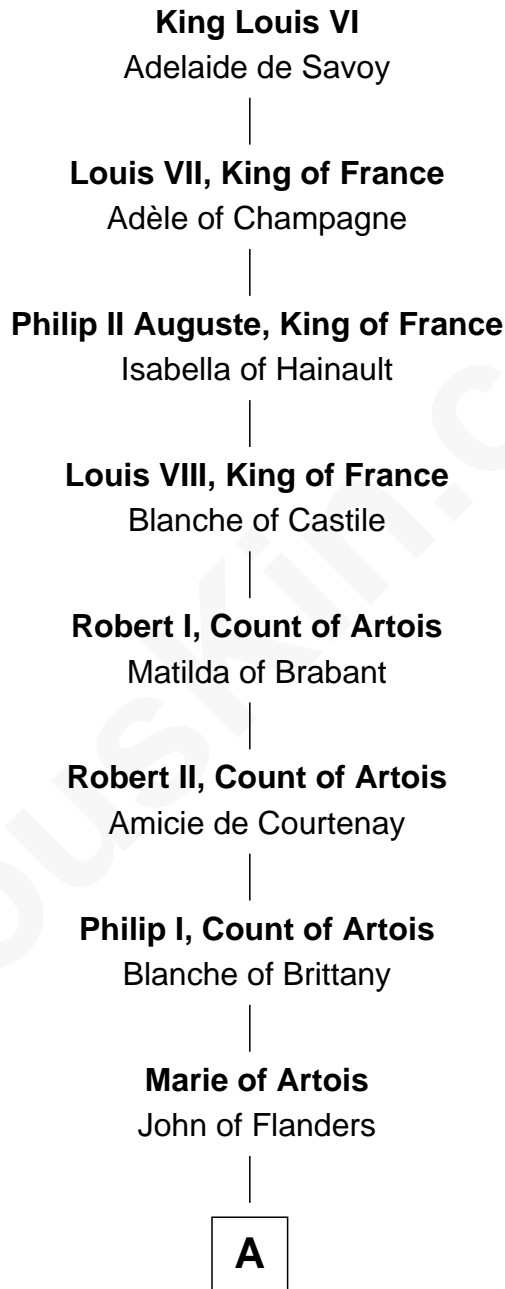 King Louis VI
Adelaide de Savoy
Louis VII, King of France
Adèle of Champagne
Philip II Auguste, King of France
Isabella of Hainault
Louis VIII, King of France
Blanche of Castile
Robert I, Count of Artois
Matilda of Brabant
Robert II, Count of Artois
Amicie de Courtenay
Philip I, Count of Artois
Blanche of Brittany
Marie of Artois
John of Flanders
A